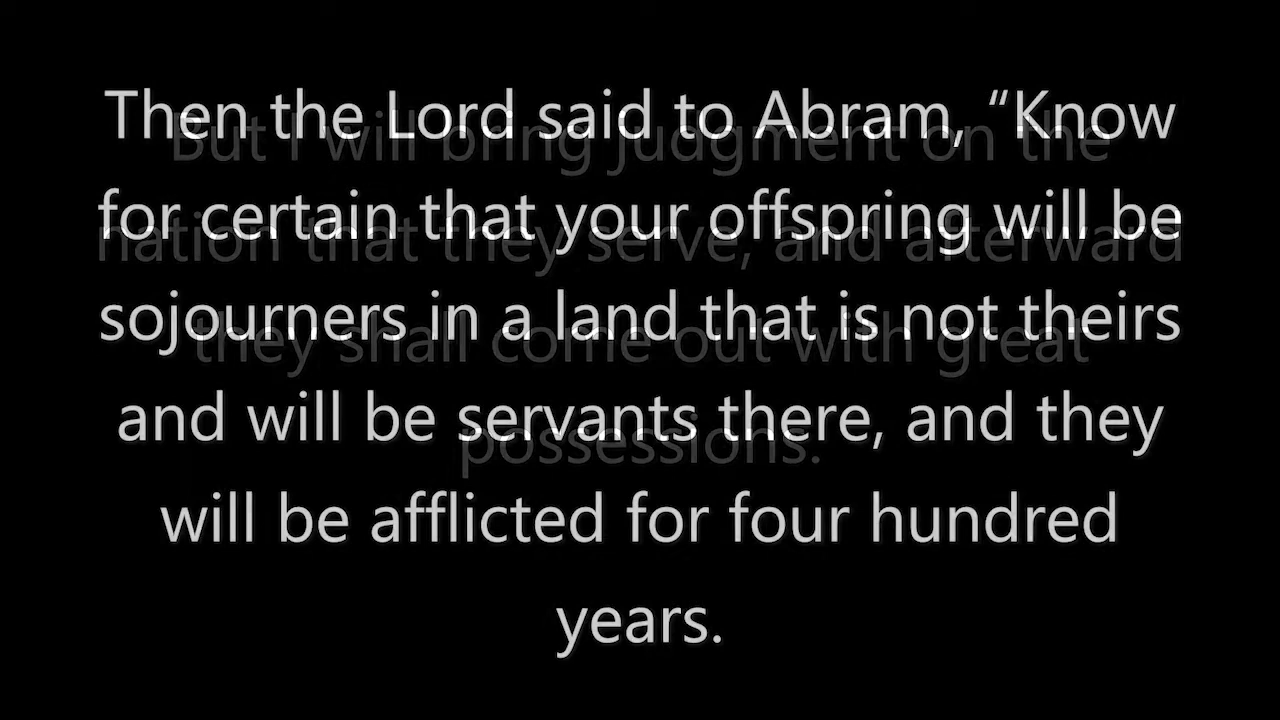 Then the Lord said to Abram, “Know
for certain that your offspring will be
sojourners in a land that is not theirs
and will be servants there, and they
will be afflicted for four hundred
years.
But I will bring judgment on the
nation that they serve, and afterward
they shall come out with great
possessions.